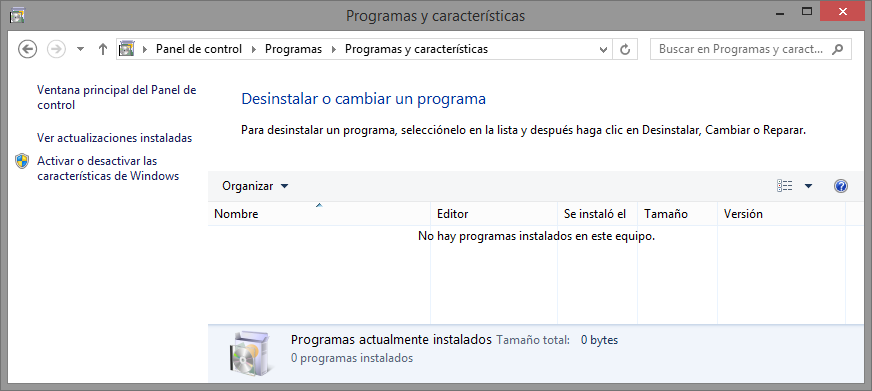 Programas y características
Panel de control Programas Programas y características
Buscar en Programas y caract...
Ventana principal del Panel de
control
Ver actualizaciones instaladas
Activar o desactivar las
características de Windows
Desinstalar o cambiar un programa
Para desinstalar un programa, selecciónelo en la lista y después haga clic en Desinstalar, Cambiar o Reparar.
Organizar
Nombre Editor Se instaló el Tamaño Versión
No hay programas instalados en este equipo.
Programas actualmente instalados Tamaño total: 0 bytes
0 programas instalados